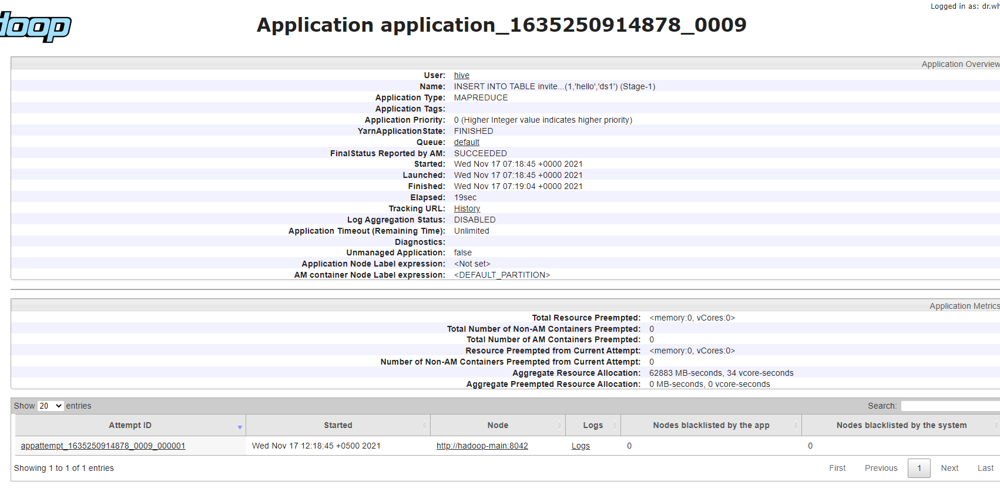 Logged in as: dr.wh
doop
Application application_1635250914878_0009
Application Overview
User: hive
Name: INSERT INTO TABLE invite...(1,'hello','ds1') (Stage-1)
Application Type: MAPREDUCE
Application Tags:
Application Priority: 0 (Higher Integer value indicates higher priority)
YarnApplicationState: FINISHED
Queue: default
FinalStatus Reported by AM: SUCCEEDED
Started: Wed Nov 17 07:18:45 +0000 2021
Launched: Wed Nov 17 07:18:45 +0000 2021
Finished: Wed Nov 17 07:19:04 +0000 2021
Elapsed: 19sec
Tracking URL: History
Log Aggregation Status: DISABLED
Application Timeout (Remaining Time): Unlimited
Diagnostics:
Unmanaged Application: false
Application Node Label expression: <Not set>
AM container Node Label expression: <DEFAULT_PARTITION>
Application Metrics
Total Resource Preempted: <memory:0, vCores:0>
Total Number of Non-AM Containers Preempted: 0
Total Number of AM Containers Preempted: 0
Resource Preempted from Current Attempt: <memory:0, vCores:0>
Number of Non-AM Containers Preempted from Current Attempt: 0
Aggregate Resource Allocation: 62883 MB-seconds, 34 vcore-seconds
Aggregate Preempted Resource Allocation: 0 MB-seconds, 0 vcore-seconds
Show 20 entries Search:
Attempt ID Started Node Logs Nodes blacklisted by the app Nodes blacklisted by the system
appattempt_1635250914878_0009_000001 Wed Nov 17 12:18:45 +0500 2021 http://hadoop-main:8042 Logs 0 0
Showing 1 to 1 of 1 entries First Previous 1 Next Last